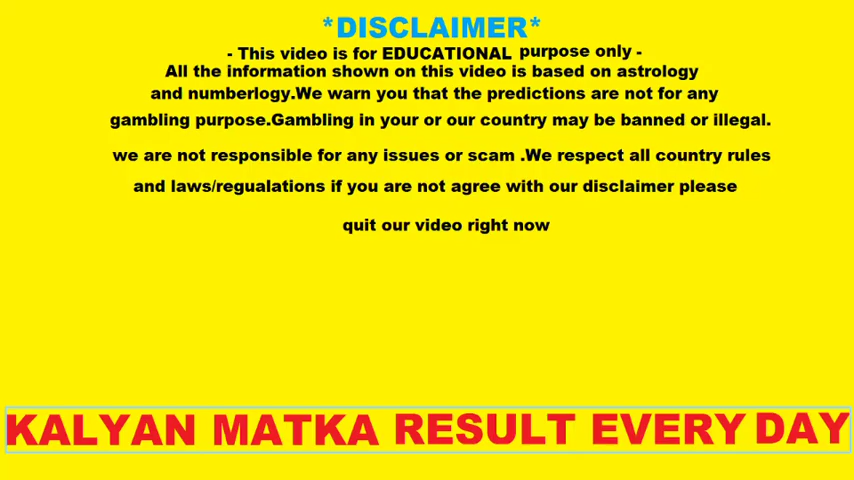 *DISCLAIMER*
- This video is for EDUCATIONAL purpose only -
All the information shown on this video is based on astrology
and numberlogy.We warn you that the predictions are not for any
gambling purpose.Gambling in your or our country may be banned or illegal.
we are not responsible for any issues or scam .We respect all country rules
and laws/regualations if you are not agree with our disclaimer please
quit our video right now
KALYAN MATKA RESULT EVERY DAY